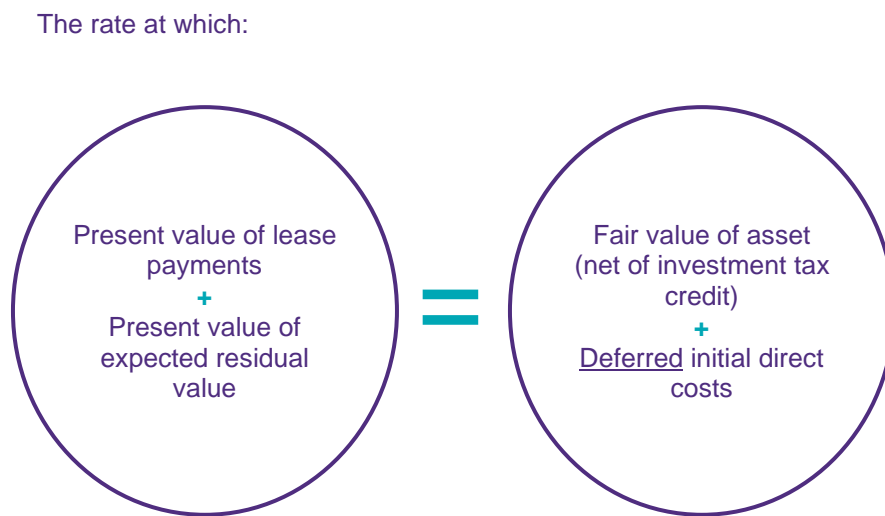 The rate at which:
Present value of lease
payments
+
Present value of
expected residual
value
=
Fair value of asset
(net of investment tax
credit)
+
Deferred initial direct
costs